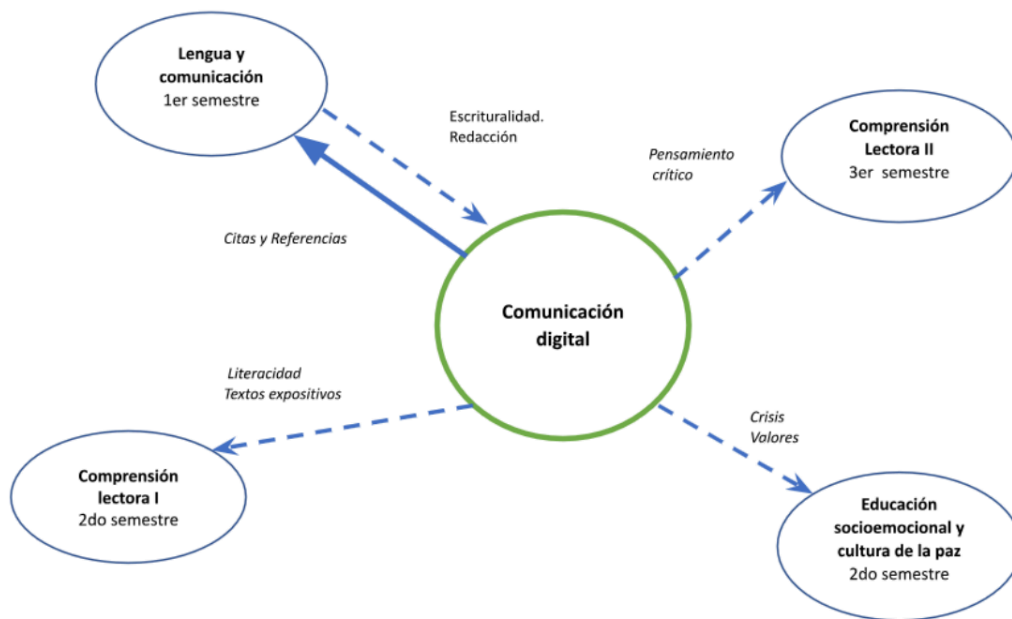 Lengua y
comunicación
1er semestre
Escrituralidad.
Redacción
Pensamiento
crítico
Comprensión
Lectora II
3er semestre
Citas y Referencias
Comunicación
digital
Literacidad
Textos expositivos
Crisis
Valores
Comprensión
lectora I
2do semestre
Educación
socioemocional y
cultura de la paz
2do semestre